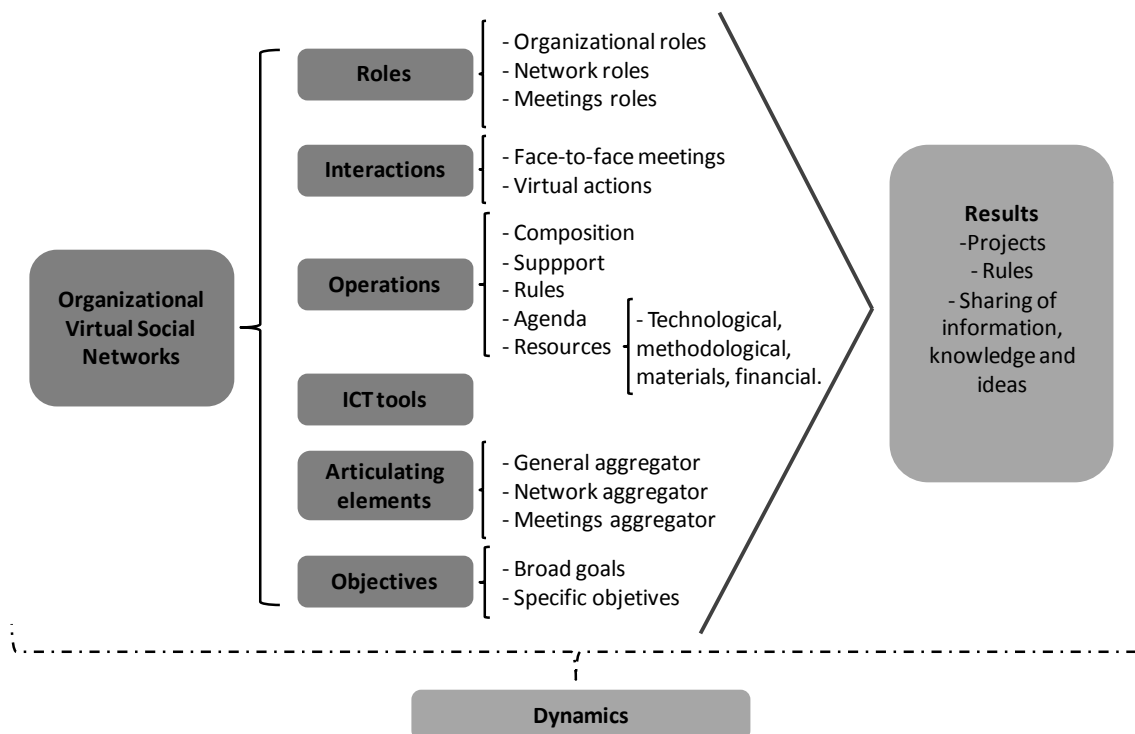 Organizational
Virtual Social
Networks
Roles
- Organizational roles
- Network roles
- Meetings roles
Interactions
- Face-to-face meetings
- Virtual actions
Operations
- Composition
- Suppport
- Rules
- Agenda
- Resources
- Technological,
methodological,
materials, financial.
ICT tools
Articulating
elements
- General aggregator
- Network aggregator
- Meetings aggregator
Objectives
- Broad goals
- Specific objetives
Results
-Projects
- Rules
- Sharing of
information,
knowledge and
ideas
Dynamics